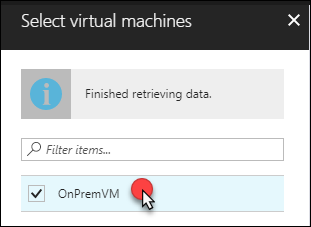 Select virtual machines
Finished retrieving data.
Filter items...
OnPremVM